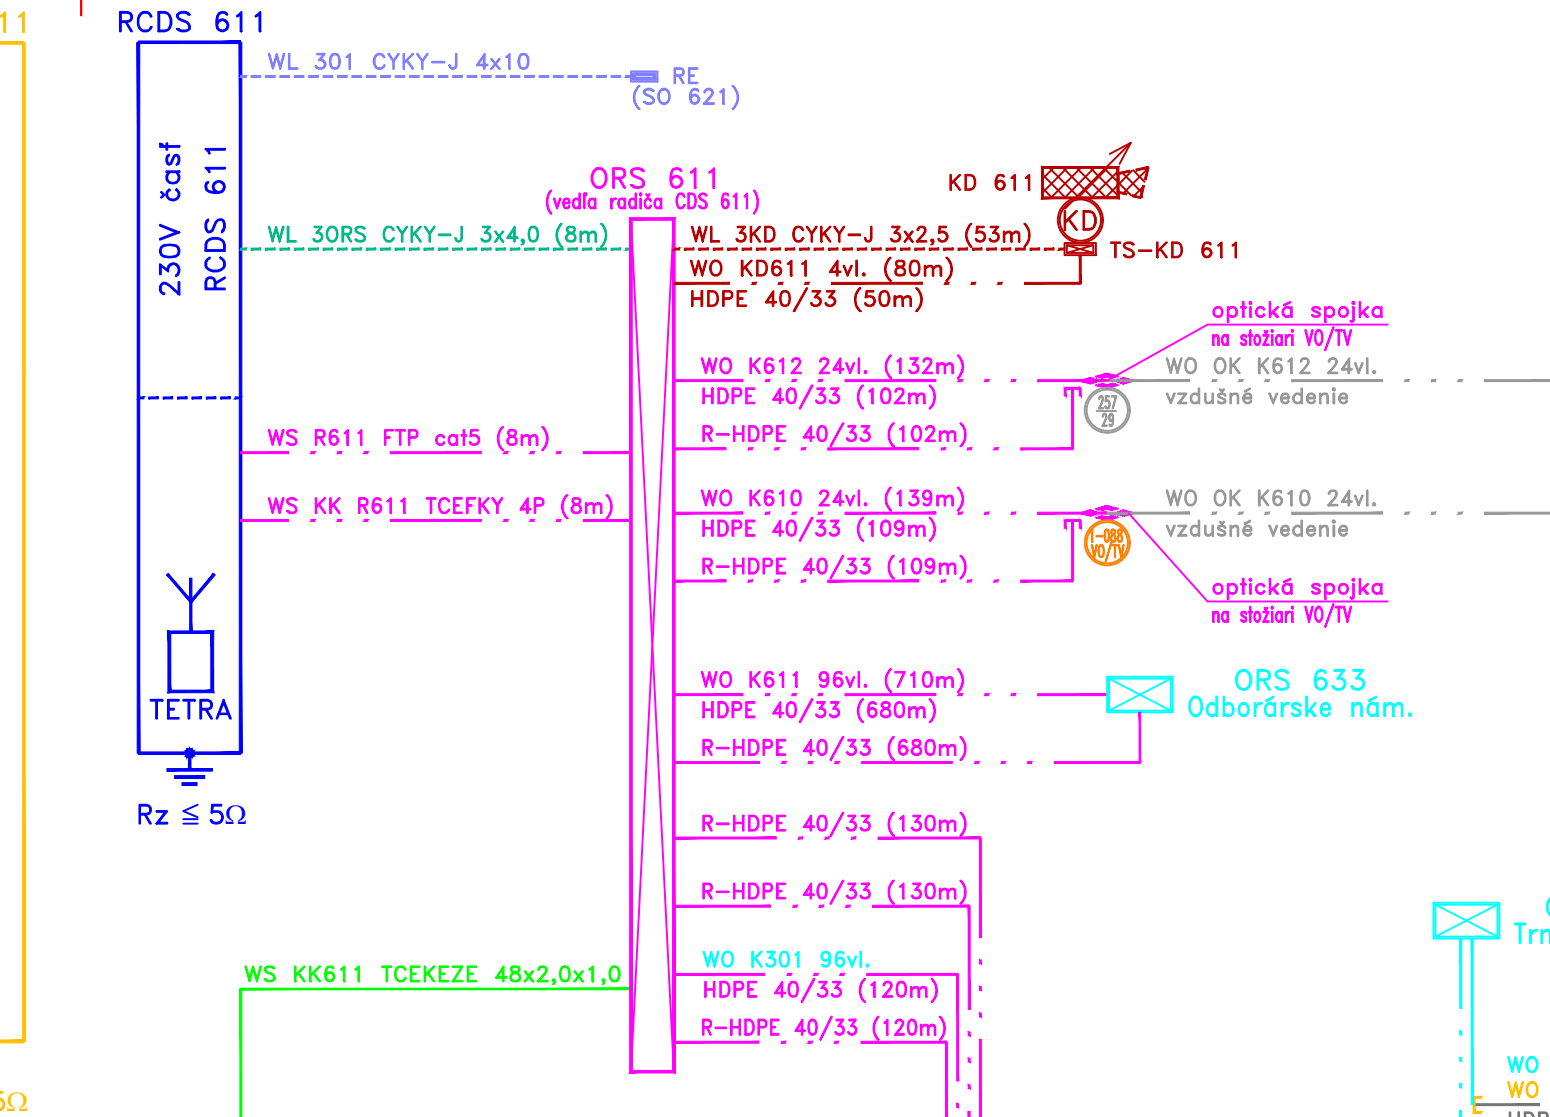 11
RCDS 611
WL 301 CYKY-J 4x10
RE
(SO 621)
230V časť
RCDS 611
ORS 611
(vedľa radiča CDS 611)
KD 611
KD
WL 3ORS CYKY-J 3x4,0 (8m)
WL 3KD CYKY-J 3x2,5 (53m)
TS-KD 611
WO KD611 4vl. (80m)
HDPE 40/33 (50m)
optická spojka
na stožiari VO/TV
WO K612 24vl. (132m)
WO OK K612 24vl.
HDPE 40/33 (102m)
vzdušné vedenie
257
29
WS R611 FTP cat5 (8m)
R-HDPE 40/33 (102m)
WS KK R611 TCEFKY 4P (8m)
WO K610 24vl. (139m)
WO OK K610 24vl.
HDPE 40/33 (109m)
vzdušné vedenie
I-088
VO/TV
R-HDPE 40/33 (109m)
optická spojka
na stožiari VO/TV
TETRA
WO K611 96vl. (710m)
ORS 633
HDPE 40/33 (680m)
Odborárske nám.
R-HDPE 40/33 (680m)
Rz ≦ 5Ω
R-HDPE 40/33 (130m)
R-HDPE 40/33 (130m)
Trn
WO K301 96vl.
WS KK611 TCEKEZE 48x2,0x1,0
HDPE 40/33 (120m)
R-HDPE 40/33 (120m)
WO
WO
E
5Ω